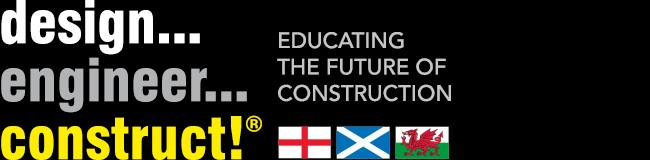 design...
engineer...
construct!®
EDUCATING
THE FUTURE OF
CONSTRUCTION